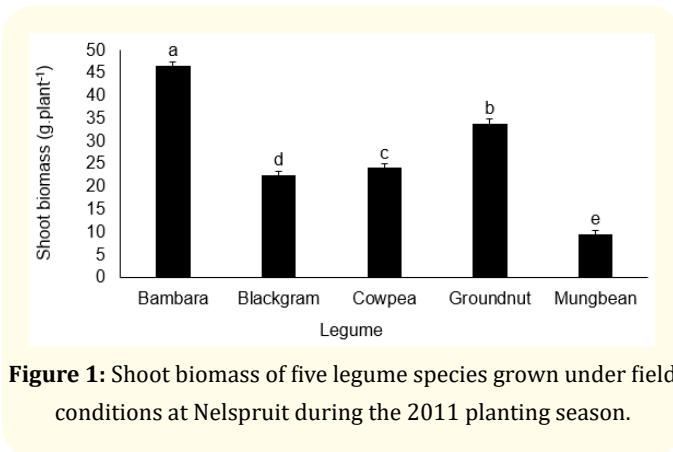 50
45
40
35
30
25
20
15
10
5
0
Shoot biomass (g.plant-1)
a
d
c
b
e
Bambara Blackgram Cowpea Groundnut Mungbean
Legume
Figure 1: Shoot biomass of five legume species grown under field
conditions at Nelspruit during the 2011 planting season.